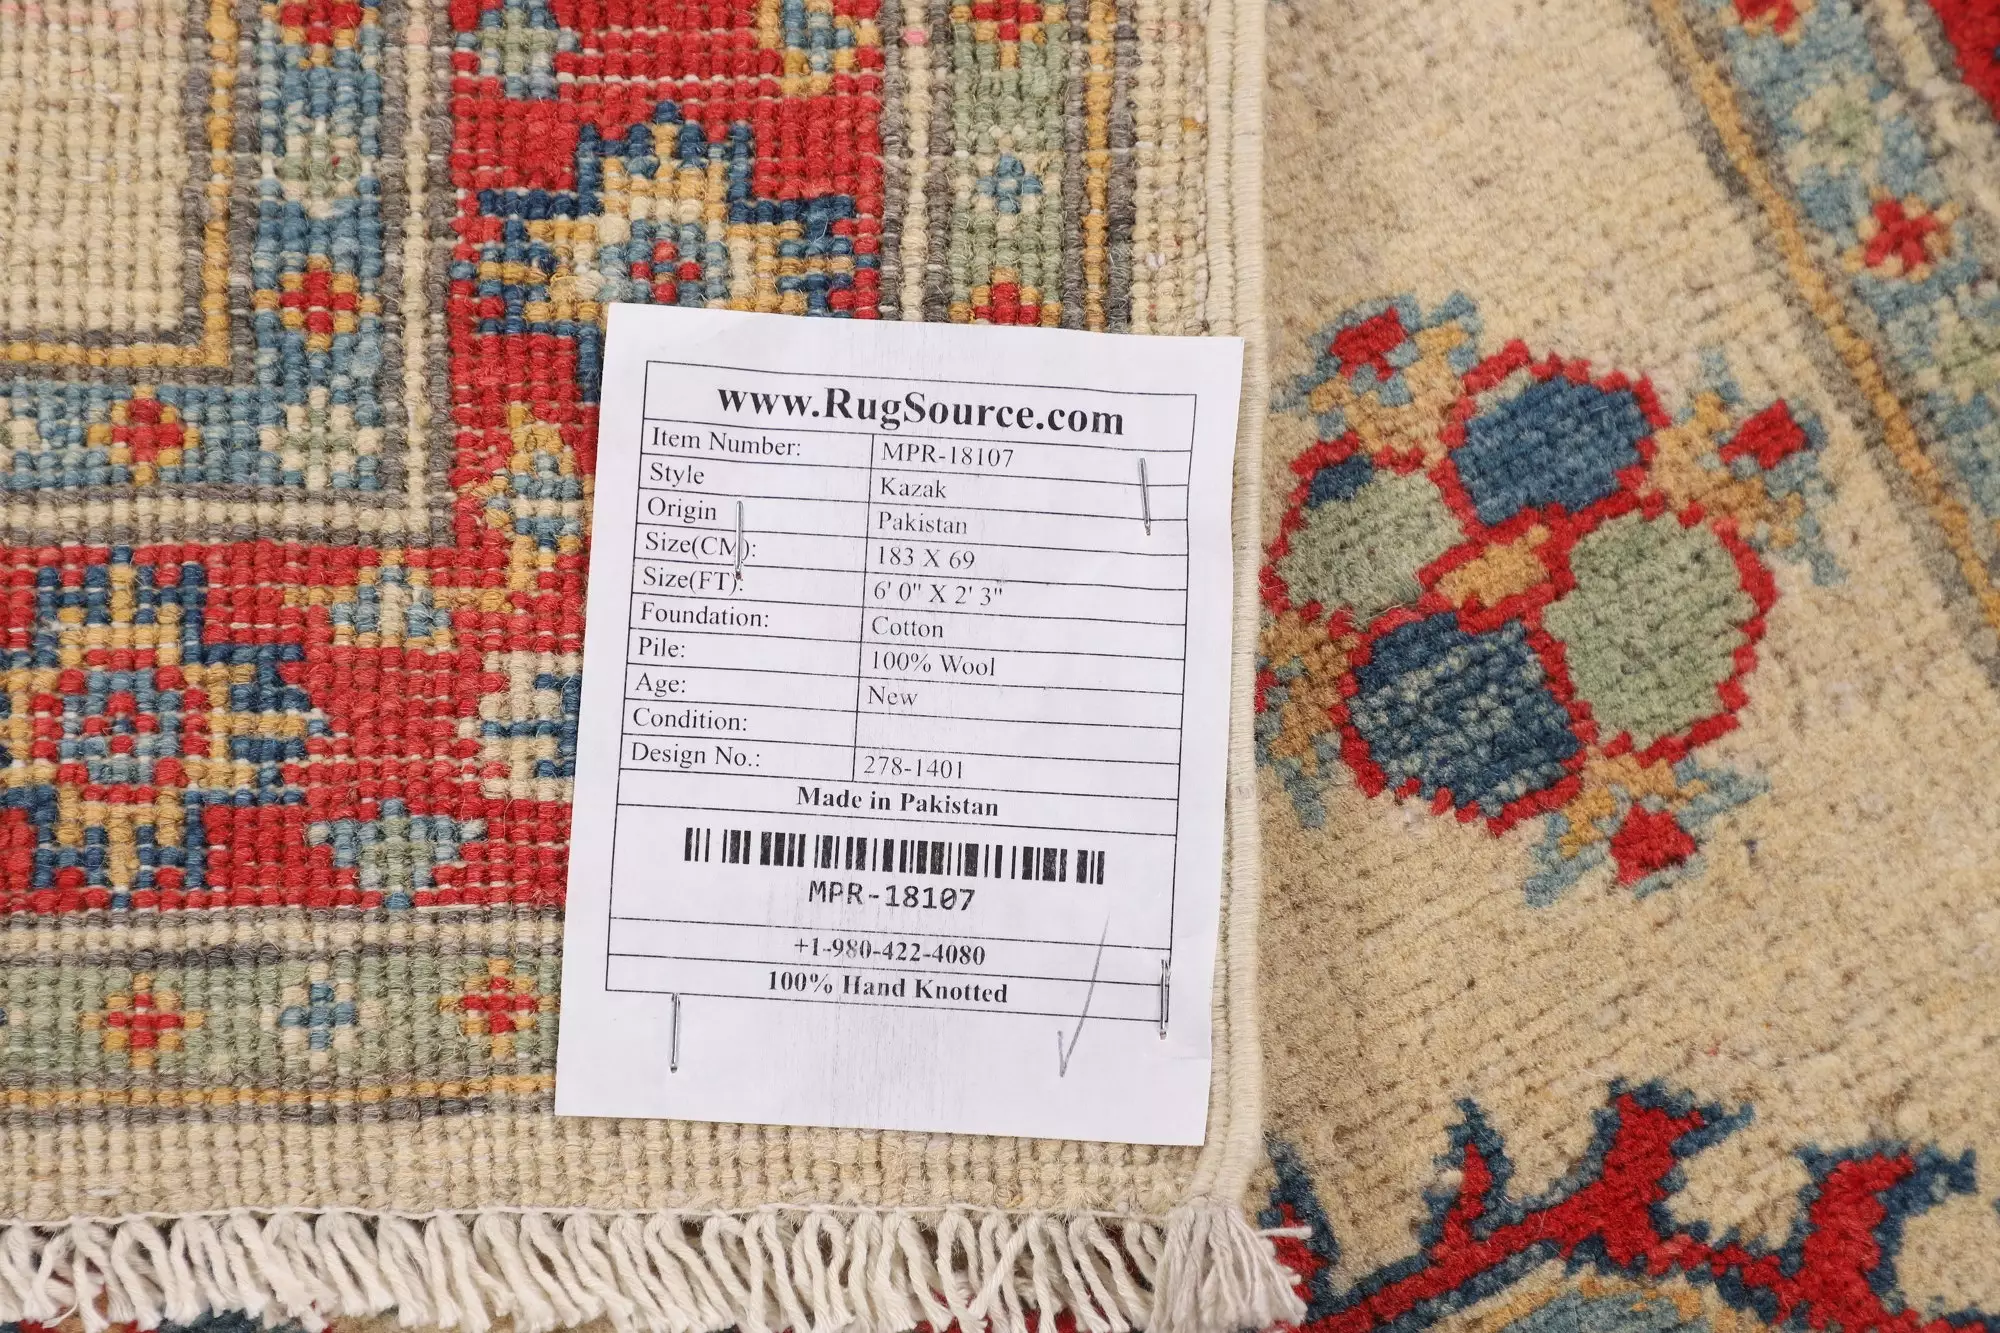 www.RugSource.com
Item Number: MPR-18107
Style Kazak
Origin Pakistan
Size(CM): 183 X 69
Size(FT): 6' 0" X 2' 3"
Foundation: Cotton
Pile: 100% Wool
Age: New
Condition:
Design No.: 278-1401
Made in Pakistan
MPR-18107
+1-980-422-4080
100% Hand Knotted